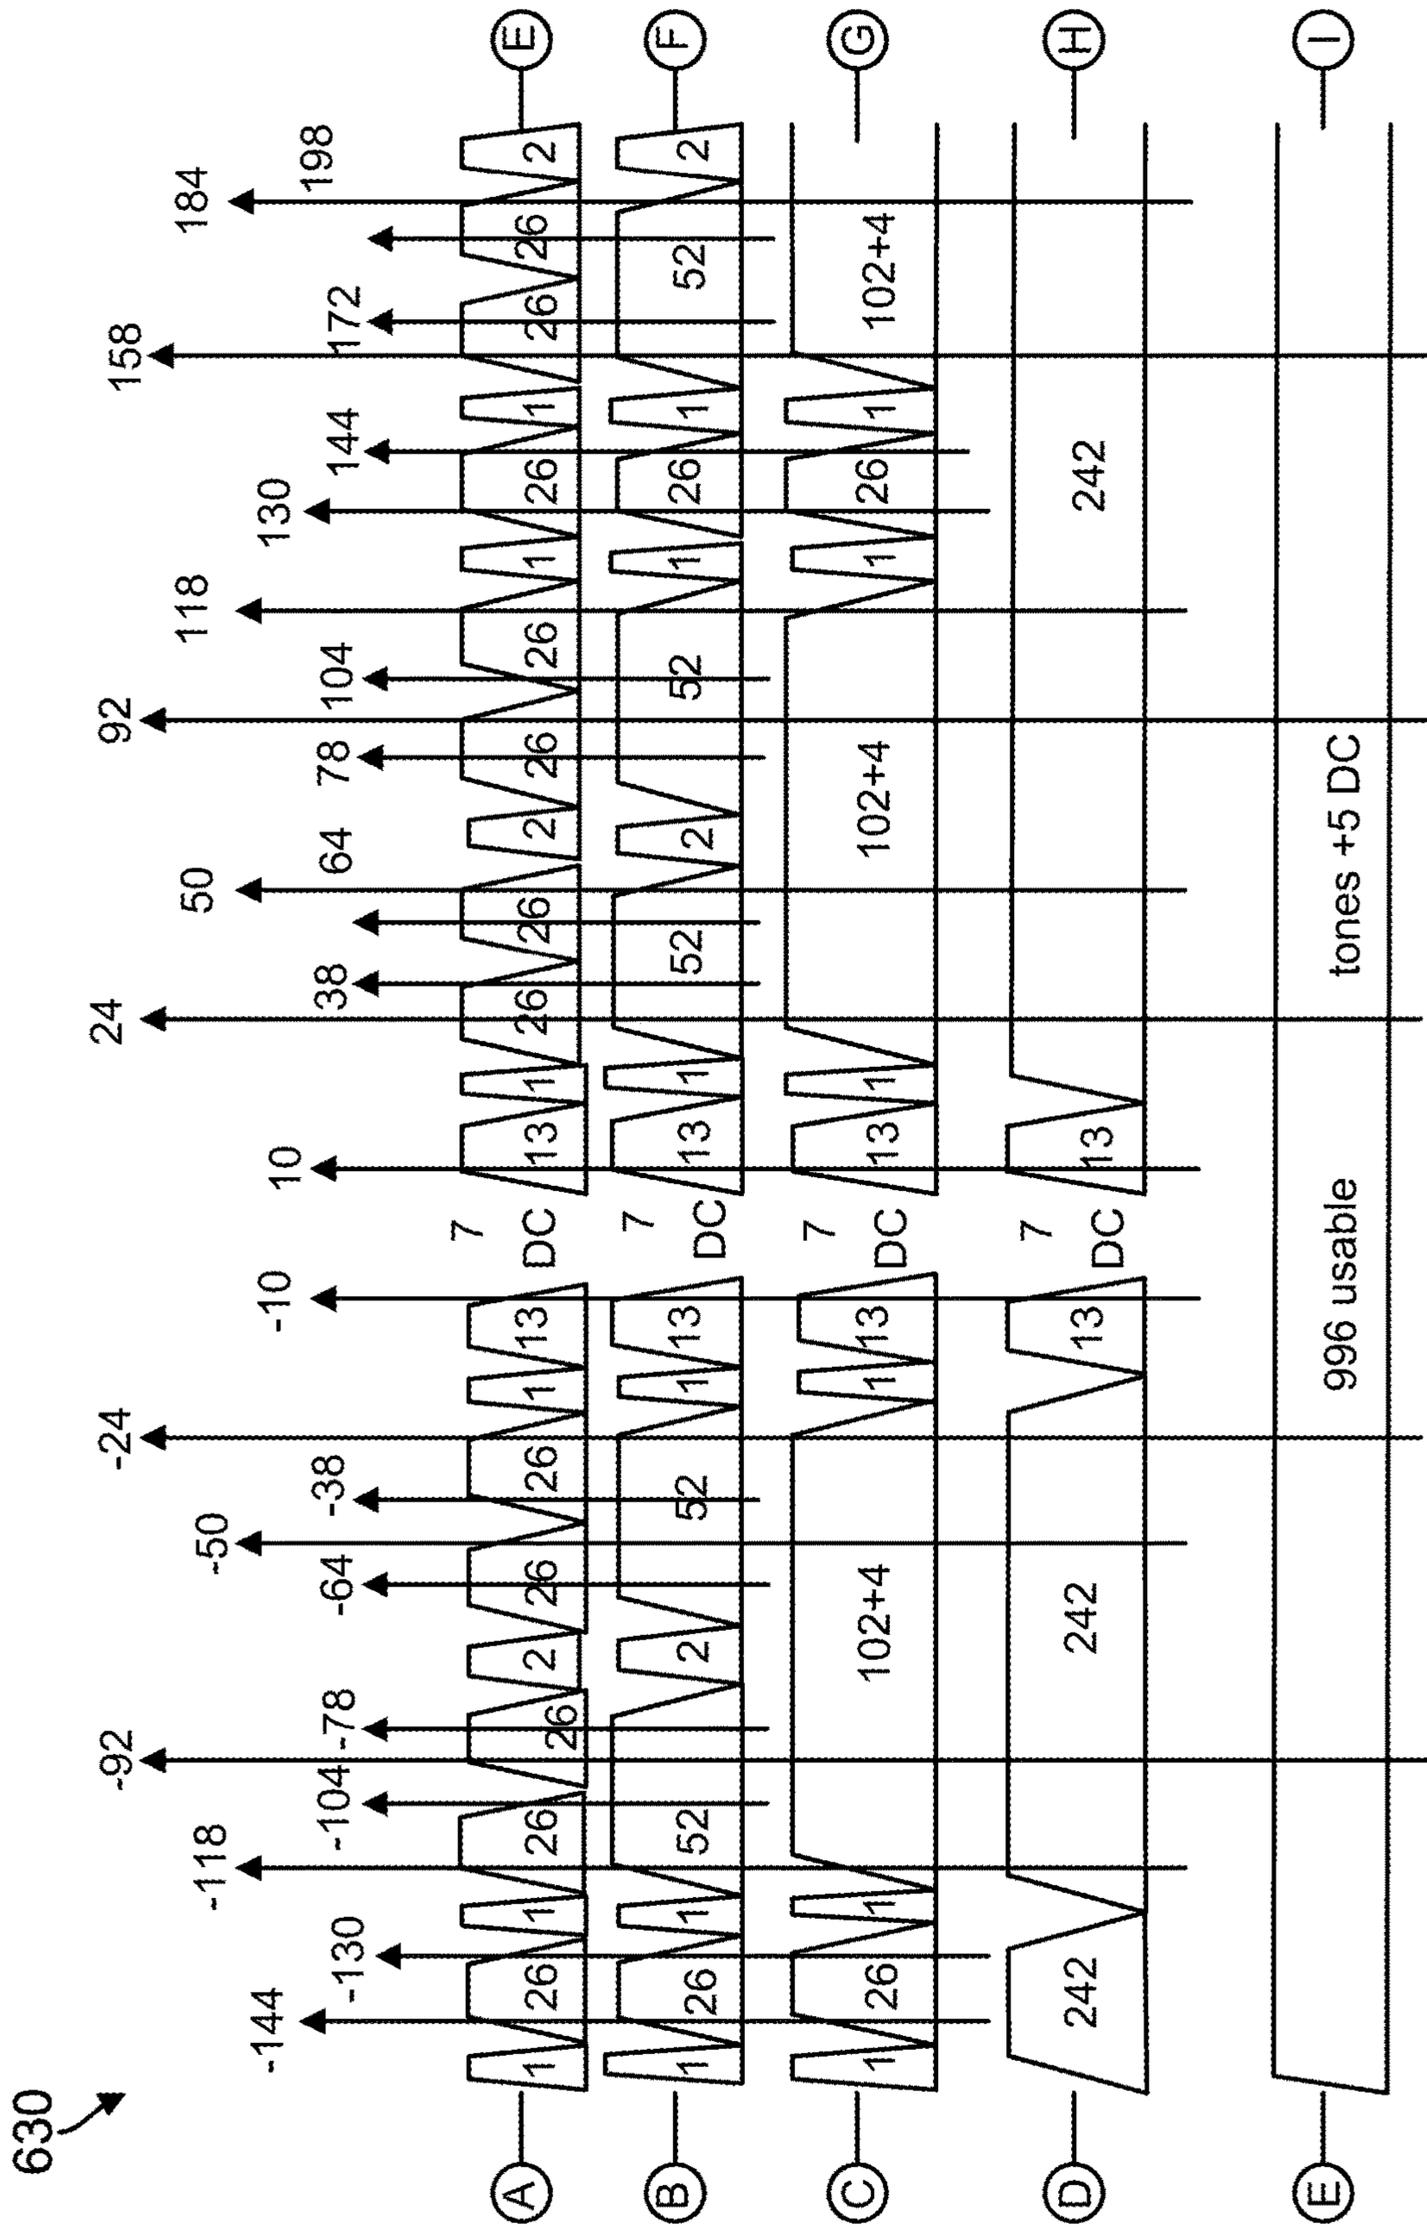 630
-92 -24 24 92 158
-118 -50 50 118 184
-144 -10 10 130
-130 -104 -78 -64 -38 38 64 78 104 144 172 198
A 1 26 1 26 26 2 26 26 1 13 7 DC 13 1 26 26 2 26 26 1 26 1 26 26 2 E
B 1 26 1 52 2 52 1 13 7 DC 13 1 52 2 52 1 26 1 52 2 F
C 1 26 1 102+4 1 13 7 DC 13 1 102+4 1 26 1 102+4 G
D 242 242 13 7 DC 13 242 H
E 996 usable tones +5 DC I